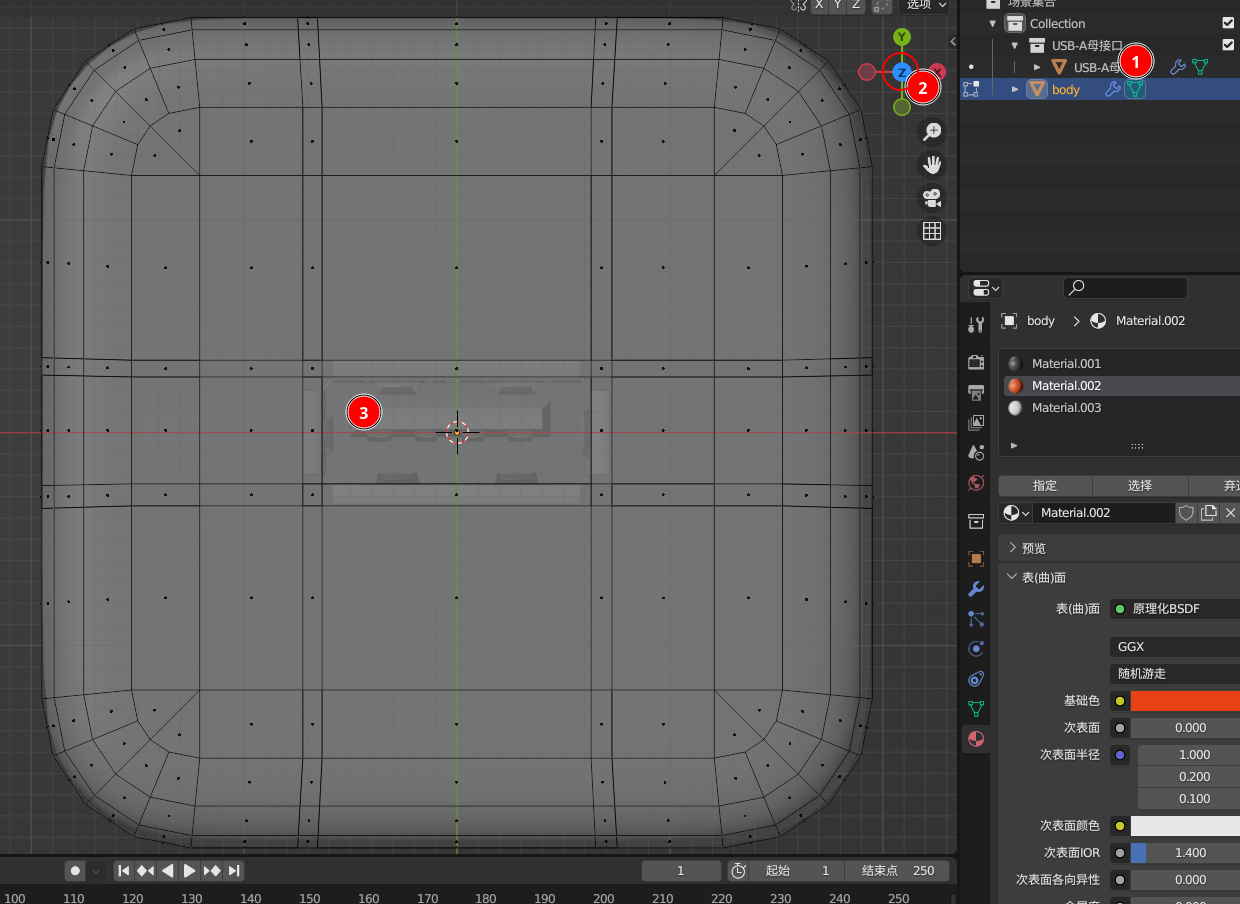 X Y Z 选项
场景集合
Collection
USB-A母接口
USB-A母
body
1
2
3
Y
Z
body > Material.002
Material.001
Material.002
Material.003
指定 选择
Material.002
预览
表(曲)面
表(曲)面 原理化BSDF
GGX
随机游走
基础色
次表面 0.000
次表面半径 1.000
0.200
0.100
次表面颜色
次表面IOR 1.400
次表面各向异性 0.000
1 起始 1 结束点 250
100 110 120 130 140 150 160 170 180 190 200 210 220 230 240 250